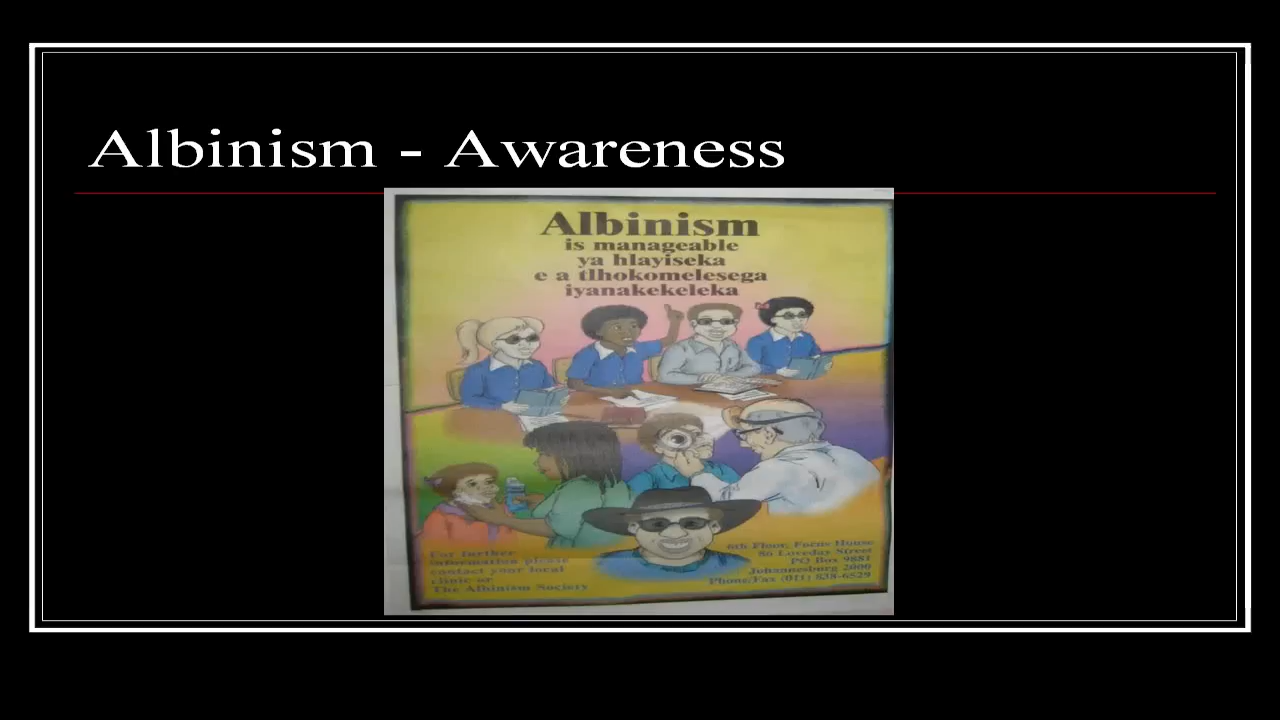 Albinism - Awareness
Albinism
is manageable
ya hlayiseka
e a tlhokomelesega
iyanakekeleka
For further
information please
contact your local
clinic or
The Albinism Society
6th Floor, Focus House
86 Loveday Street
PO Box 9881
Johannesburg 2000
Phone/Fax (011) 838-6529